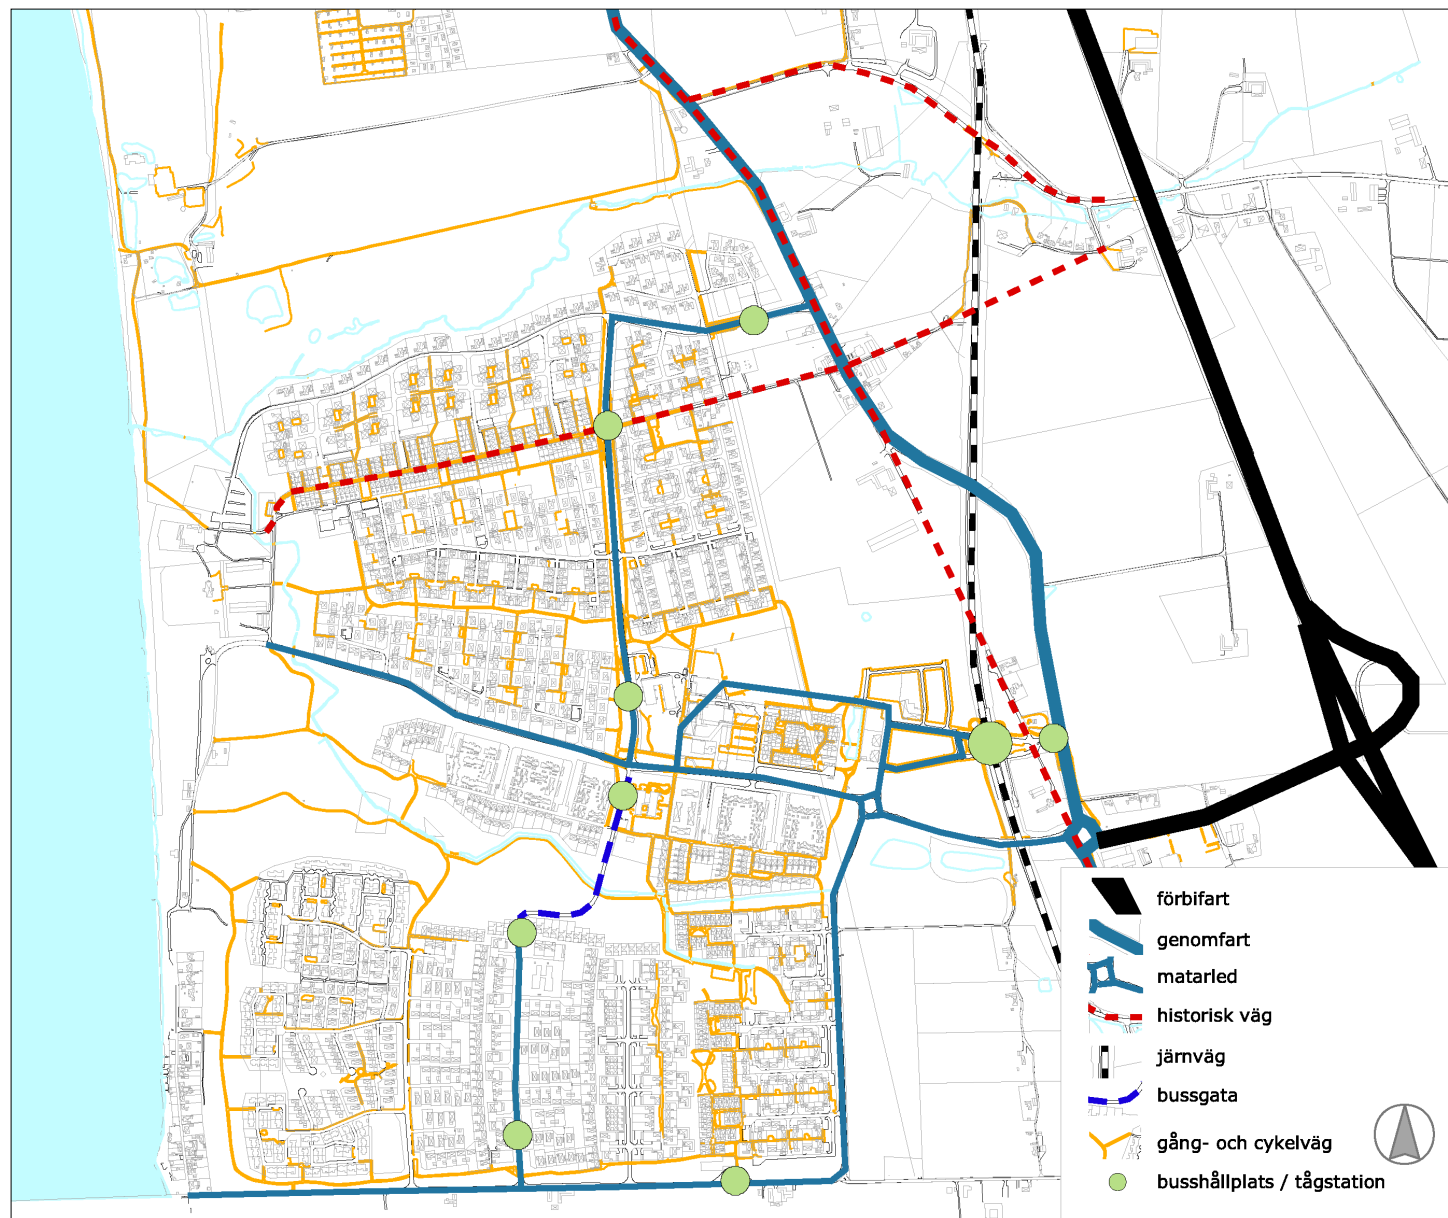 förbifart
genomfart
matarled
historisk väg
järnväg
bussgata
gång- och cykelväg
busshållplats / tågstation